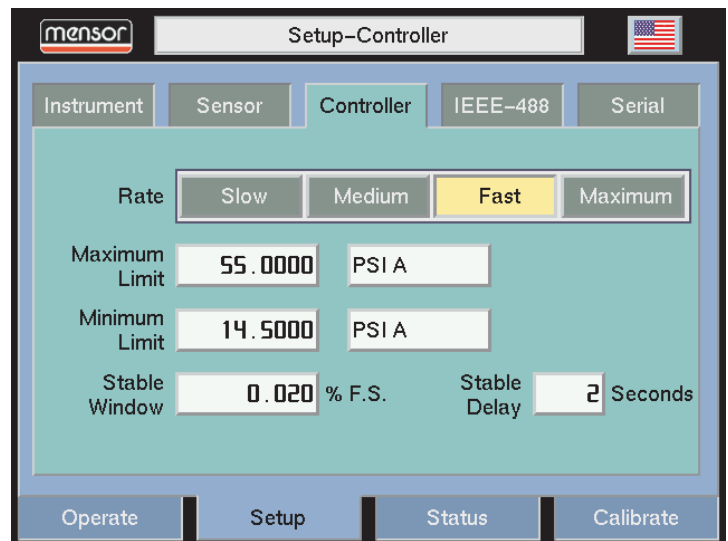 mensor Setup–Controller
Instrument Sensor Controller IEEE–488 Serial
Rate Slow Medium Fast Maximum
Maximum Limit 55.0000 PSI A
Minimum Limit 14.5000 PSI A
Stable Window 0.020 % F.S. Stable Delay 2 Seconds
Operate Setup Status Calibrate